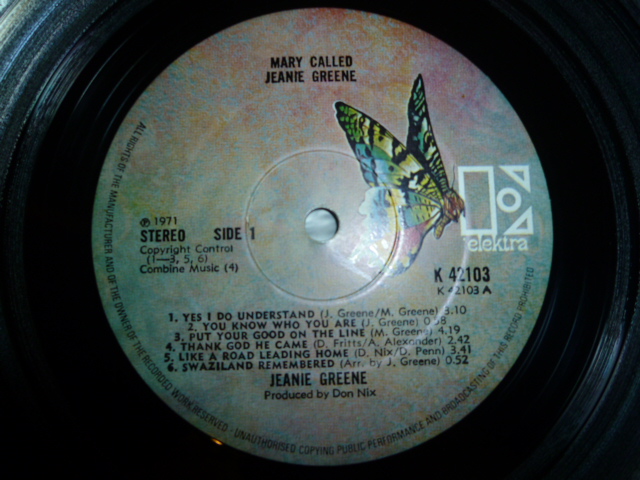 MARY CALLED
JEANIE GREENE
elektra
℗ 1971
STEREO SIDE 1
Copyright Control
(1—3, 5, 6)
Combine Music (4)
K 42103
K 42103 A
1. YES I DO UNDERSTAND (J. Greene/M. Greene) 3.10
2. YOU KNOW WHO YOU ARE (J. Greene) 0.58
3. PUT YOUR GOOD ON THE LINE (M. Greene) 4.19
4. THANK GOD HE CAME (D. Fritts/A. Alexander) 2.42
5. LIKE A ROAD LEADING HOME (D. Nix/D. Penn) 3.41
6. SWAZILAND REMEMBERED (Arr. by J. Greene) 0.52
JEANIE GREENE
Produced by Don Nix
ALL RIGHTS OF THE MANUFACTURER AND OF THE OWNER OF THE RECORDED WORK RESERVED · UNAUTHORISED COPYING PUBLIC PERFORMANCE AND BROADCASTING OF THIS RECORD PROHIBITED